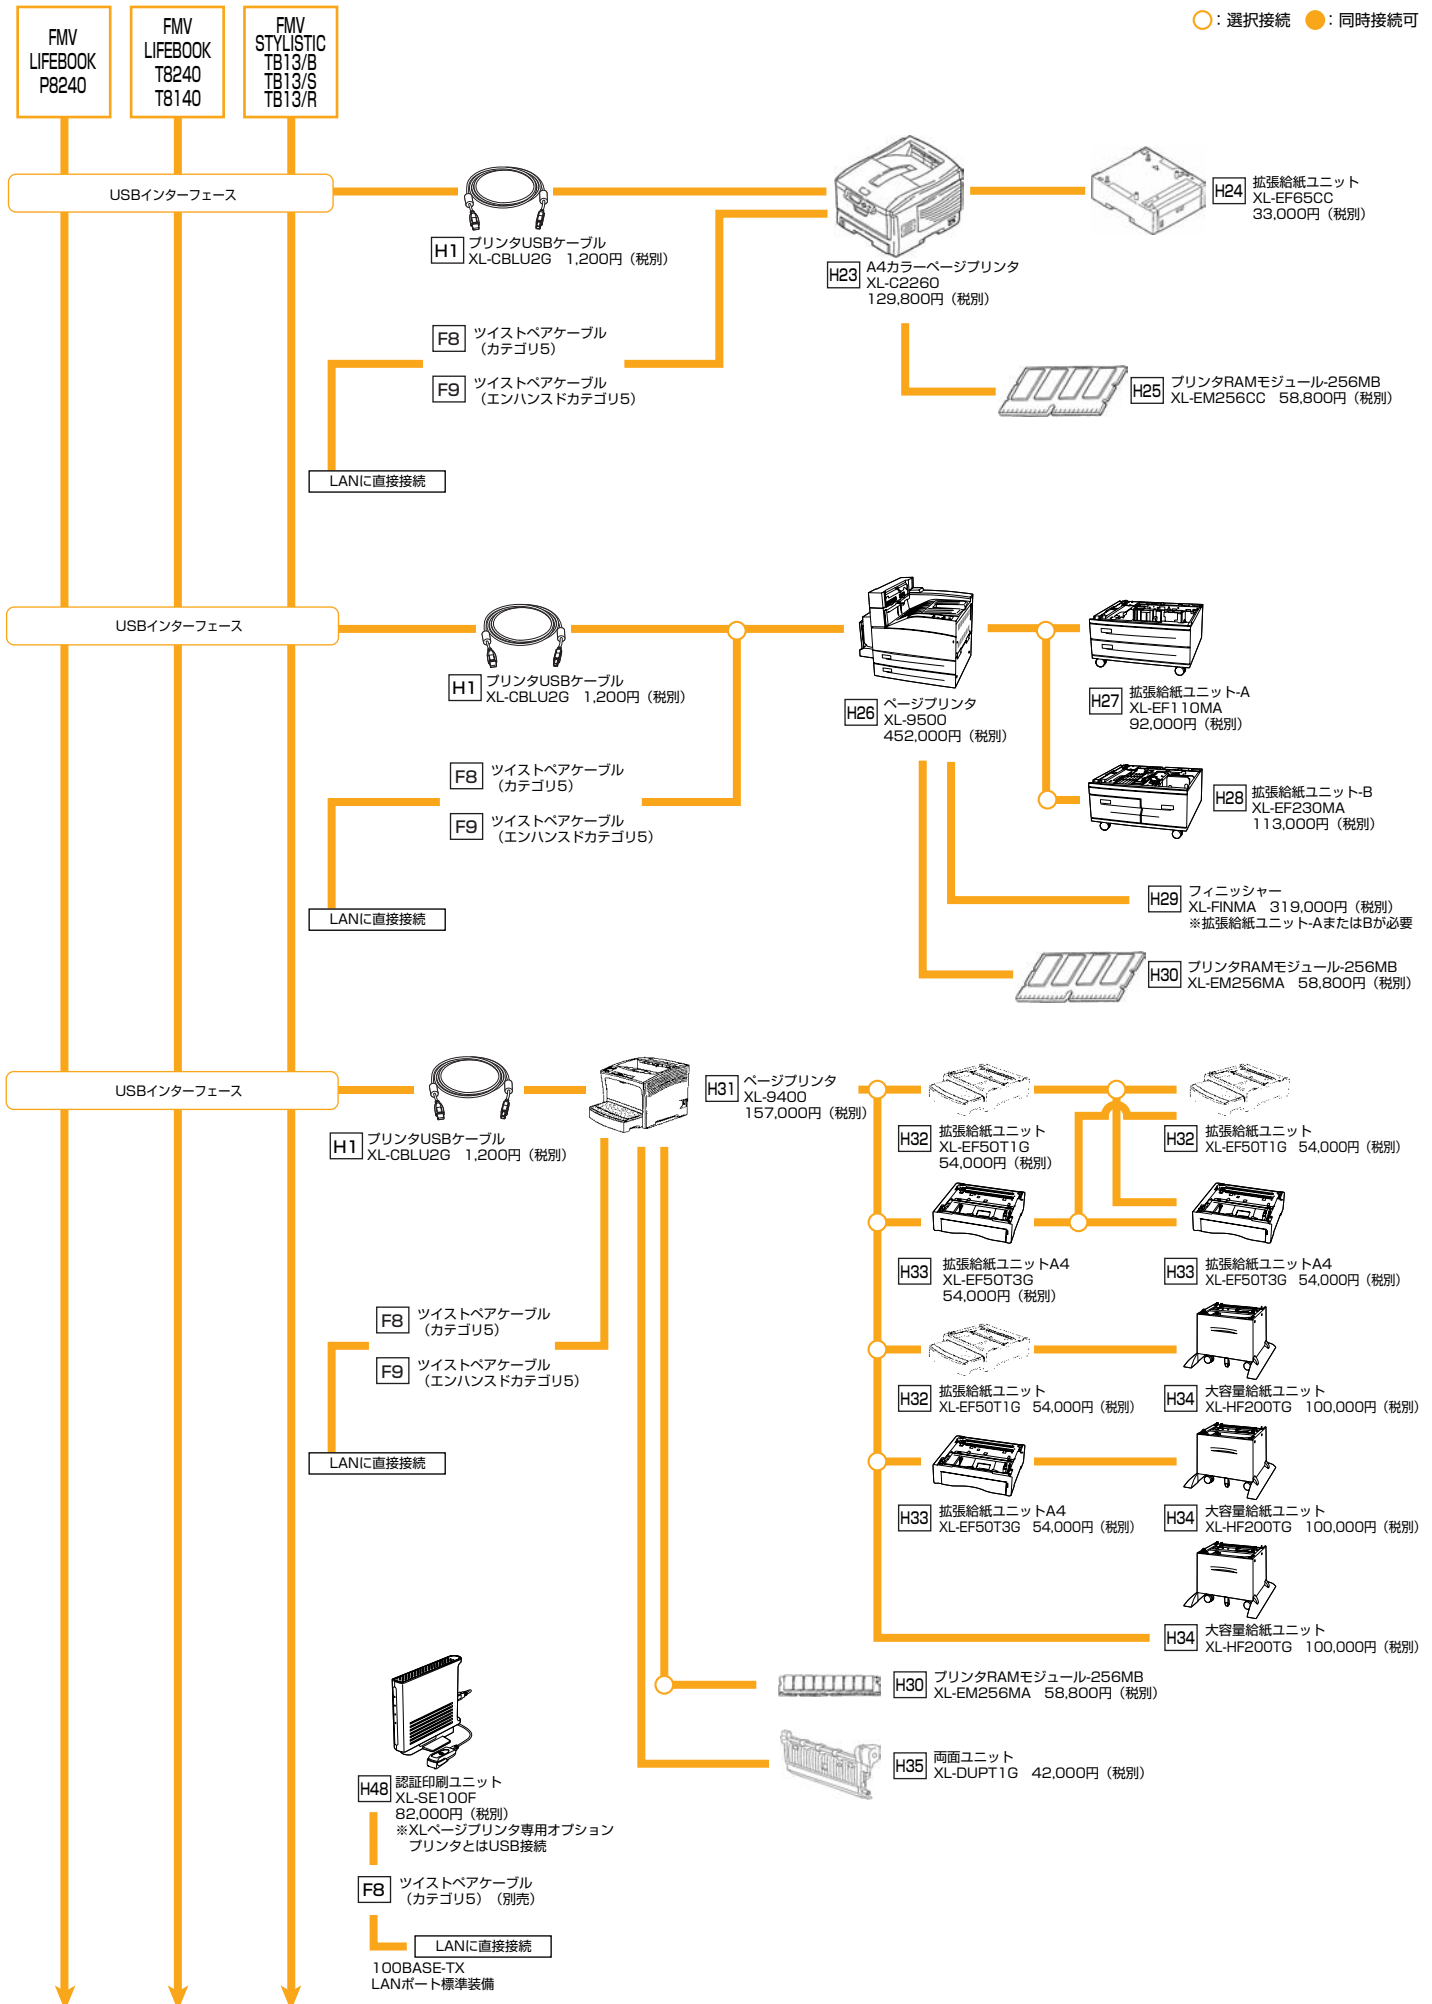 ○：選択接続　●：同時接続可
FMV
LIFEBOOK
P8240
FMV
LIFEBOOK
T8240
T8140
FMV
STYLISTIC
TB13/B
TB13/S
TB13/R
USBインターフェース
H1 プリンタUSBケーブル
XL-CBLU2G 1,200円（税別）
H23 A4カラーページプリンタ
XL-C2260
129,800円（税別）
H24 拡張給紙ユニット
XL-EF65CC
33,000円（税別）
F8 ツイストペアケーブル
（カテゴリ5）
F9 ツイストペアケーブル
（エンハンスドカテゴリ5）
H25 プリンタRAMモジュール-256MB
XL-EM256CC 58,800円（税別）
LANに直接接続
USBインターフェース
H1 プリンタUSBケーブル
XL-CBLU2G 1,200円（税別）
H26 ページプリンタ
XL-9500
452,000円（税別）
H27 拡張給紙ユニット-A
XL-EF110MA
92,000円（税別）
F8 ツイストペアケーブル
（カテゴリ5）
F9 ツイストペアケーブル
（エンハンスドカテゴリ5）
H28 拡張給紙ユニット-B
XL-EF230MA
113,000円（税別）
LANに直接接続
H29 フィニッシャー
XL-FINMA 319,000円（税別）
※拡張給紙ユニット-AまたはBが必要
H30 プリンタRAMモジュール-256MB
XL-EM256MA 58,800円（税別）
USBインターフェース
H1 プリンタUSBケーブル
XL-CBLU2G 1,200円（税別）
H31 ページプリンタ
XL-9400
157,000円（税別）
H32 拡張給紙ユニット
XL-EF50T1G
54,000円（税別）
H32 拡張給紙ユニット
XL-EF50T1G 54,000円（税別）
H33 拡張給紙ユニットA4
XL-EF50T3G
54,000円（税別）
H33 拡張給紙ユニットA4
XL-EF50T3G 54,000円（税別）
F8 ツイストペアケーブル
（カテゴリ5）
F9 ツイストペアケーブル
（エンハンスドカテゴリ5）
LANに直接接続
H32 拡張給紙ユニット
XL-EF50T1G 54,000円（税別）
H34 大容量給紙ユニット
XL-HF200TG 100,000円（税別）
H33 拡張給紙ユニットA4
XL-EF50T3G 54,000円（税別）
H34 大容量給紙ユニット
XL-HF200TG 100,000円（税別）
H34 大容量給紙ユニット
XL-HF200TG 100,000円（税別）
H30 プリンタRAMモジュール-256MB
XL-EM256MA 58,800円（税別）
H35 両面ユニット
XL-DUPT1G 42,000円（税別）
H48 認証印刷ユニット
XL-SE100F
82,000円（税別）
※XLページプリンタ専用オプション
プリンタとはUSB接続
F8 ツイストペアケーブル
（カテゴリ5）（別売）
LANに直接接続
100BASE-TX
LANポート標準装備